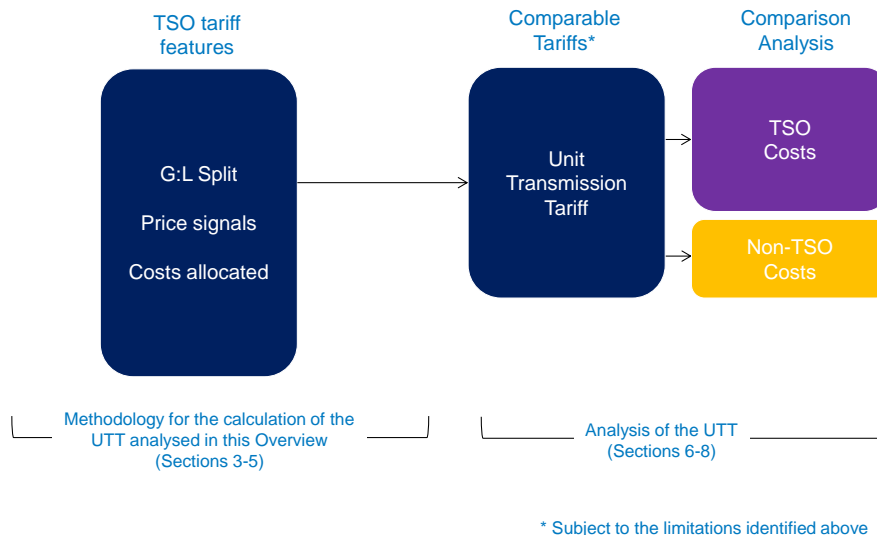 TSO tariff
features
Comparable
Tariffs*
Comparison
Analysis
G:L Split
Price signals
Costs allocated
Unit
Transmission
Tariff
TSO
Costs
Non-TSO
Costs
Methodology for the calculation of the
UTT analysed in this Overview
(Sections 3-5)
Analysis of the UTT
(Sections 6-8)
* Subject to the limitations identified above